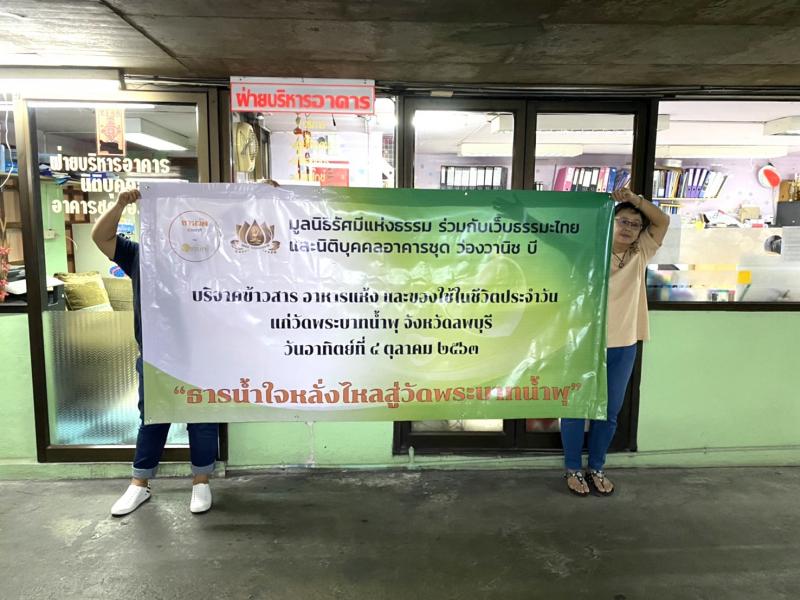 ฝ่ายบริหารอาคาร
ฝ่ายบริหารอาคาร
นิติบุคคล
มูลนิธิรัศมีแห่งธรรม ร่วมกับเว็บธรรมะไทย
และนิติบุคคลอาคารชุด ว่องวานิช บี
บริจาคข้าวสาร อาหารแห้ง และของใช้ในชีวิตประจำวัน
แก่วัดพระบาทน้ำพุ จังหวัดลพบุรี
วันอาทิตย์ที่ ๔ ตุลาคม ๒๕๖๓
“ธารน้ำใจหลั่งไหลสู่วัดพระบาทน้ำพุ”